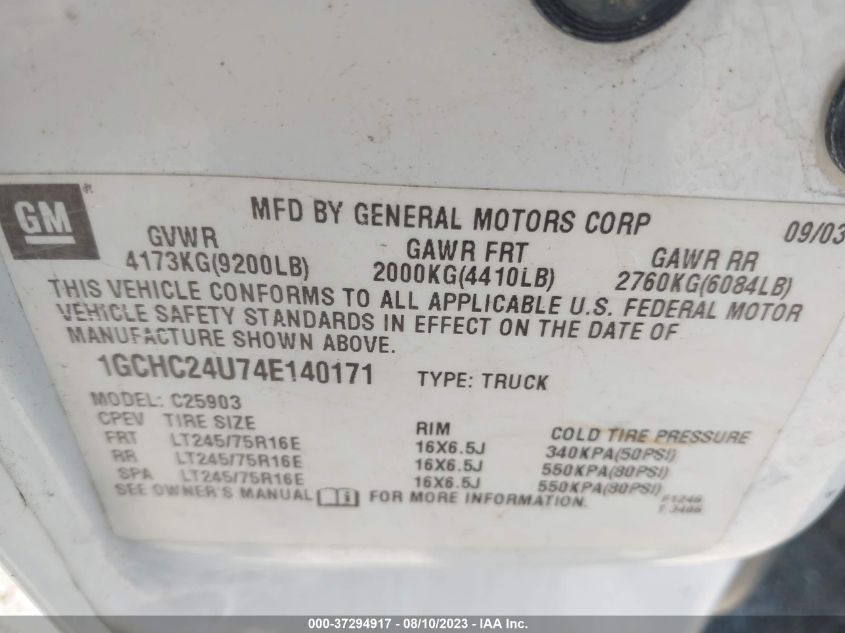 GM ®
MFD BY GENERAL MOTORS CORP 09/03
GVWR GAWR FRT GAWR RR
4173KG(9200LB) 2000KG(4410LB) 2760KG(6084LB)
THIS VEHICLE CONFORMS TO ALL APPLICABLE U.S. FEDERAL MOTOR
VEHICLE SAFETY STANDARDS IN EFFECT ON THE DATE OF
MANUFACTURE SHOWN ABOVE.
1GCHC24U74E140171 TYPE: TRUCK
MODEL: C25903
CPEV TIRE SIZE RIM COLD TIRE PRESSURE
FRT LT245/75R16E 16X6.5J 340KPA(50PSI)
RR LT245/75R16E 16X6.5J 550KPA(80PSI)
SPA LT245/75R16E 16X6.5J 550KPA(80PSI)
SEE OWNER'S MANUAL FOR MORE INFORMATION.
000-37294917 - 08/10/2023 - IAA Inc.